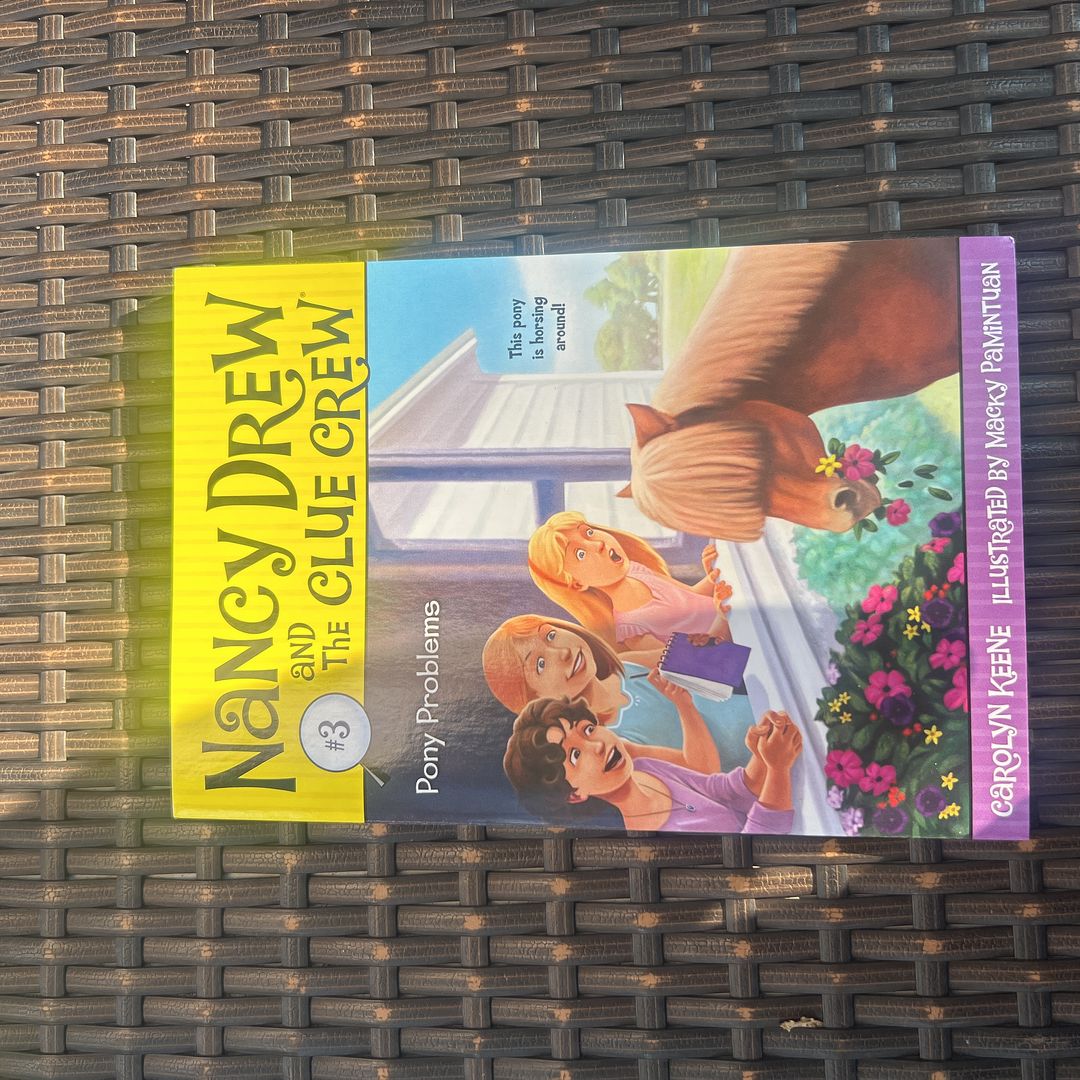 Nancy Drew®
and
The Clue Crew
#3
Pony Problems
This pony
is horsing
around!
Carolyn Keene Illustrated by Macky Pamintuan